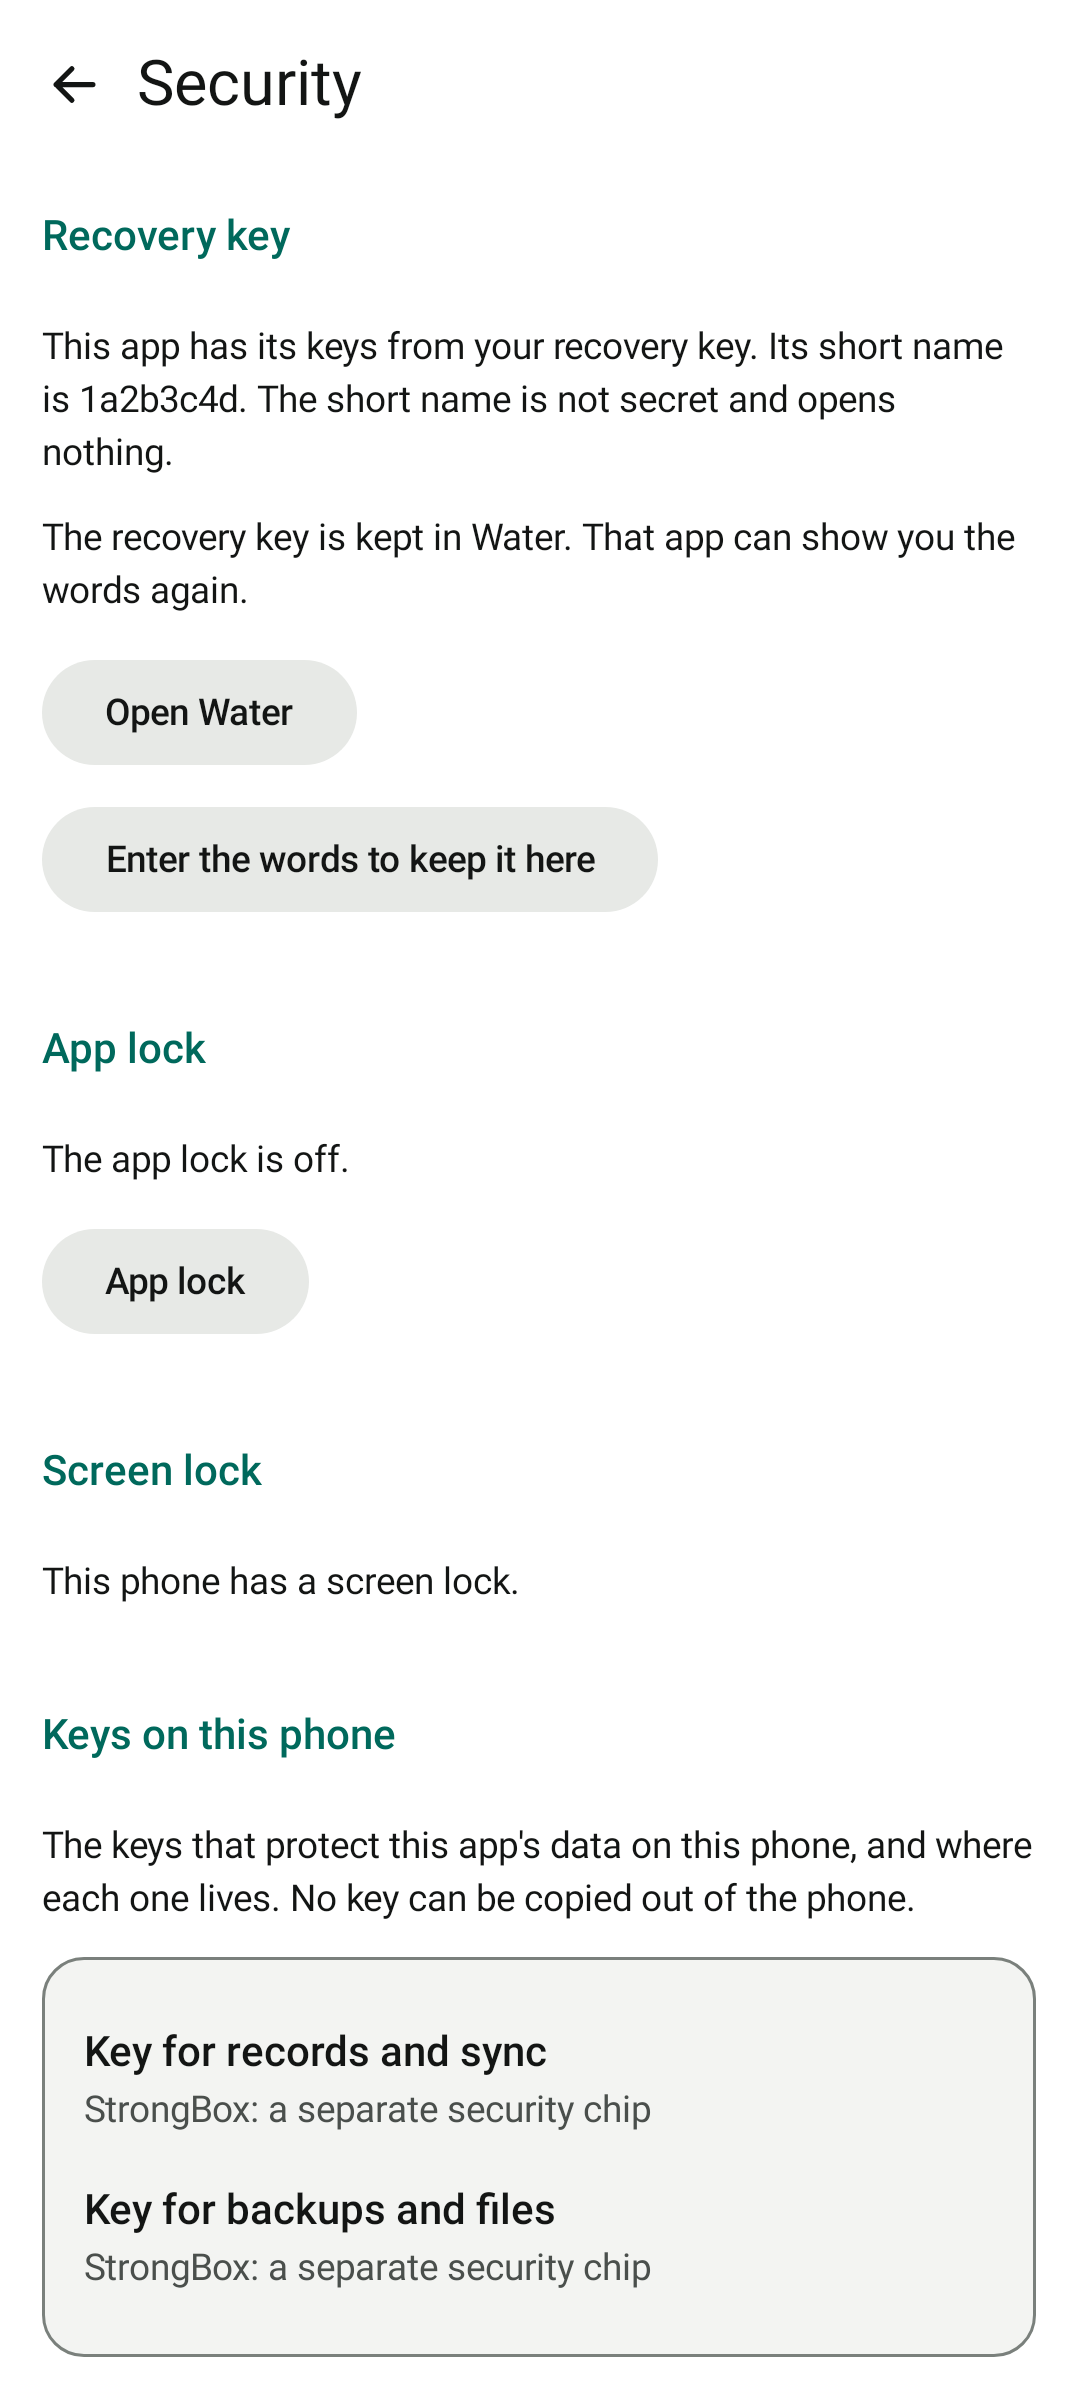 Security
Recovery key
This app has its keys from your recovery key. Its short name
is 1a2b3c4d. The short name is not secret and opens
nothing.
The recovery key is kept in Water. That app can show you the
words again.
Open Water
Enter the words to keep it here
App lock
The app lock is off.
App lock
Screen lock
This phone has a screen lock.
Keys on this phone
The keys that protect this app's data on this phone, and where
each one lives. No key can be copied out of the phone.
Key for records and sync
StrongBox: a separate security chip
Key for backups and files
StrongBox: a separate security chip